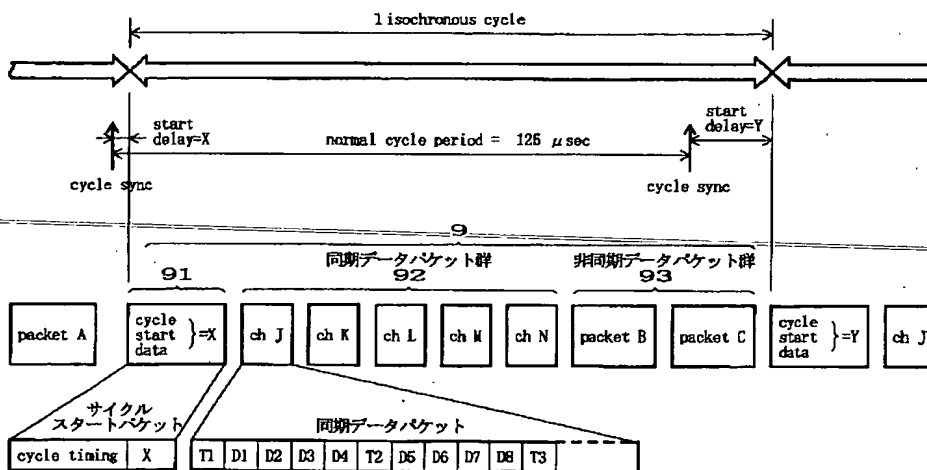 1 isochronous cycle
start
delay=X
normal cycle period = 125 μsec
start
delay=Y
cycle sync
cycle sync
9
同期データパケット群
非同期データパケット群
91
92
93
packet A
cycle
start
data
}=X
ch J
ch K
ch L
ch M
ch N
packet B
packet C
cycle
start
data
}=Y
ch J
サイクル
スタートパケット
同期データパケット
cycle timing X
T1 D1 D2 D3 D4 T2 D5 D6 D7 D8 T3